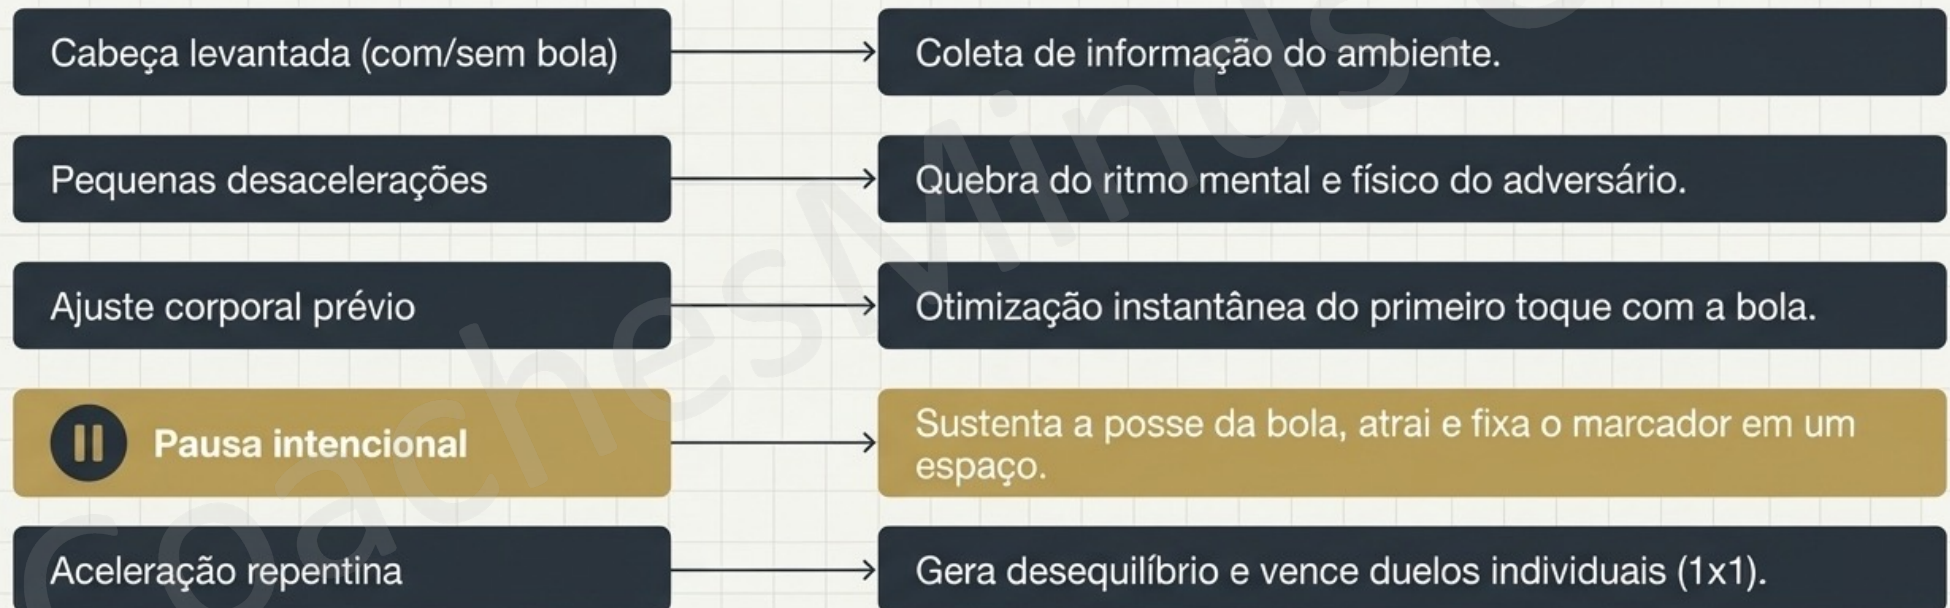 Cabeça levantada (com/sem bola)
Coleta de informação do ambiente.
Pequenas desacelerações
Quebra do ritmo mental e físico do adversário.
Ajuste corporal prévio
Otimização instantânea do primeiro toque com a bola.
Pausa intencional
Sustenta a posse da bola, atrai e fixa o marcador em um
espaço.
Aceleração repentina
Gera desequilíbrio e vence duelos individuais (1x1).
CoachesMinds.